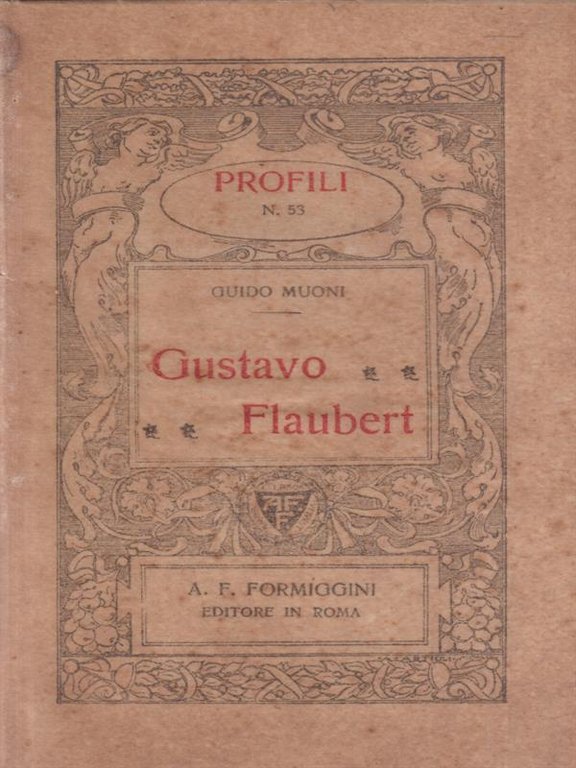 PROFILI
N. 53
GUIDO MUONI
Gustavo
Flaubert
A. F. FORMIGGINI
EDITORE IN ROMA